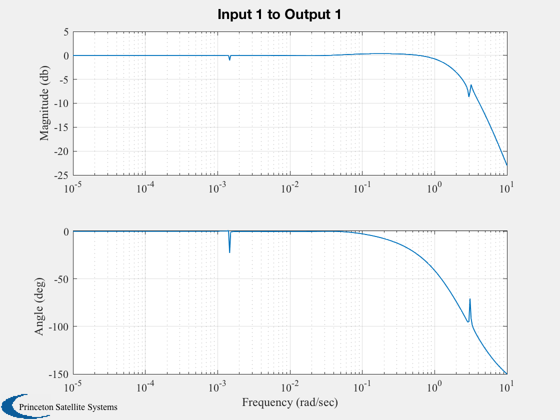 Input 1 to Output 1
Magnitude (db)
5
0
-5
-10
-15
-20
-25
10^-5 10^-4 10^-3 10^-2 10^-1 10^0 10^1
Angle (deg)
0
-50
-100
-150
10^-5 10^-4 10^-3 10^-2 10^-1 10^0 10^1
Frequency (rad/sec)
Princeton Satellite Systems